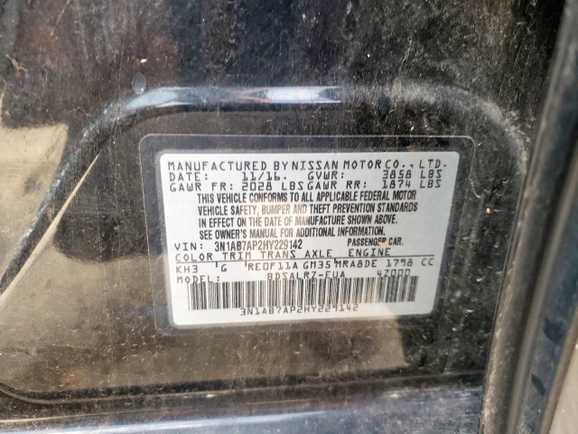 MANUFACTURED BY NISSAN MOTOR CO., LTD.
DATE: 11/16. GVWR: 3858 LBS
GAWR FR: 2028 LBS GAWR RR: 1874 LBS
THIS VEHICLE CONFORMS TO ALL APPLICABLE FEDERAL MOTOR
VEHICLE SAFETY, BUMPER AND THEFT PREVENTION STANDARDS
IN EFFECT ON THE DATE OF MANUFACTURE SHOWN ABOVE.
SEE OWNER'S MANUAL FOR ADDITIONAL INFORMATION.
VIN: 3N1AB7AP2HY229142 PASSENGER CAR.
COLOR TRIM TRANS AXLE ENGINE
KH3 G RE0F11A GM35 MRA8DE 1798 CC
MODEL: BDSALRZ-EUA 4Z000
3N1AB7AP2HY229142